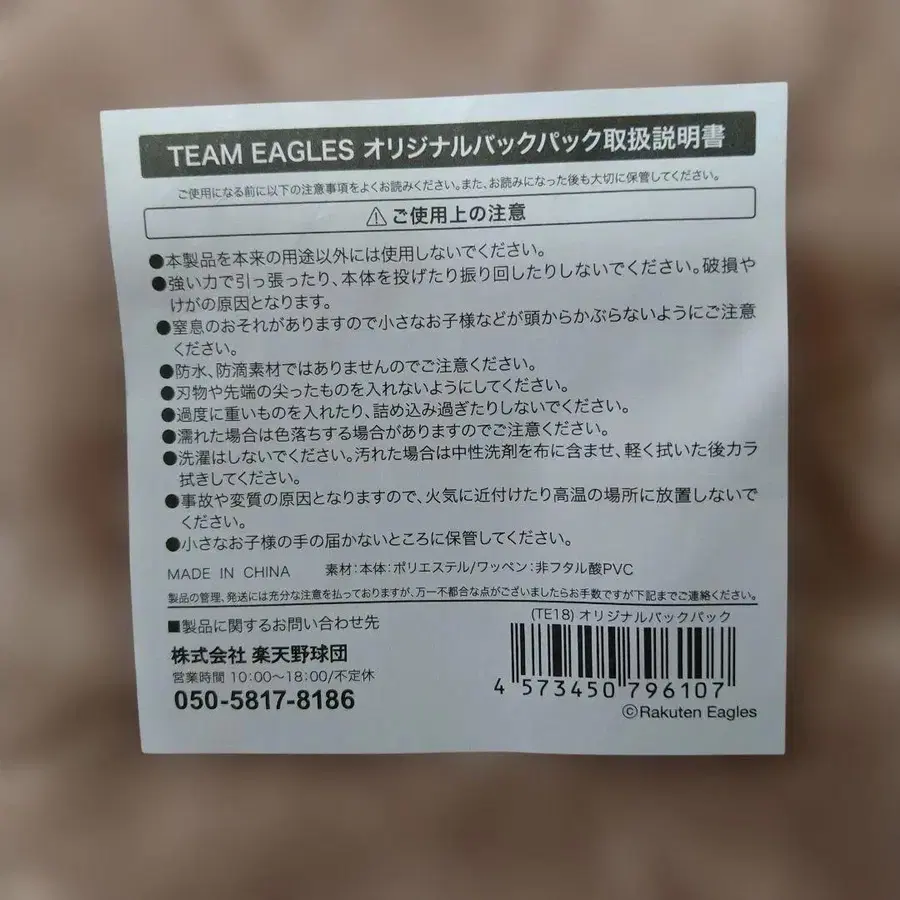 TEAM EAGLES オリジナルバックパック取扱説明書
ご使用になる前に以下の注意事項をよくお読みください。また、お読みになった後も大切に保管してください。
⚠ご使用上の注意
●本製品を本来の用途以外には使用しないでください。
●強い力で引っ張ったり、本体を投げたり振り回したりしないでください。破損や
けがの原因となります。
●窒息のおそれがありますので小さなお子様などが頭からかぶらないようにご注意
ください。
●防水、防滴素材ではありませんのでご注意ください。
●刃物や先端の尖ったものを入れないようにしてください。
●過度に重いものを入れたり、詰め込み過ぎたりしないでください。
●濡れた場合は色落ちする場合がありますのでご注意ください。
●洗濯はしないでください。汚れた場合は中性洗剤を布に含ませ、軽く拭いた後カラ
拭きしてください。
●事故や変質の原因となりますので、火気に近付けたり高温の場所に放置しないで
ください。
●小さなお子様の手の届かないところに保管してください。
MADE IN CHINA 素材：本体：ポリエステル/ワッペン：非フタル酸PVC
製品の管理、発送には充分な注意を払っておりますが、万一不都合な点がございましたらお手数ですが下記までご連絡ください。
■製品に関するお問い合わせ先
株式会社 楽天野球団
営業時間 10:00〜18:00/不定休
050-5817-8186
(TE18) オリジナルバックパック
4 573450 796107
©Rakuten Eagles